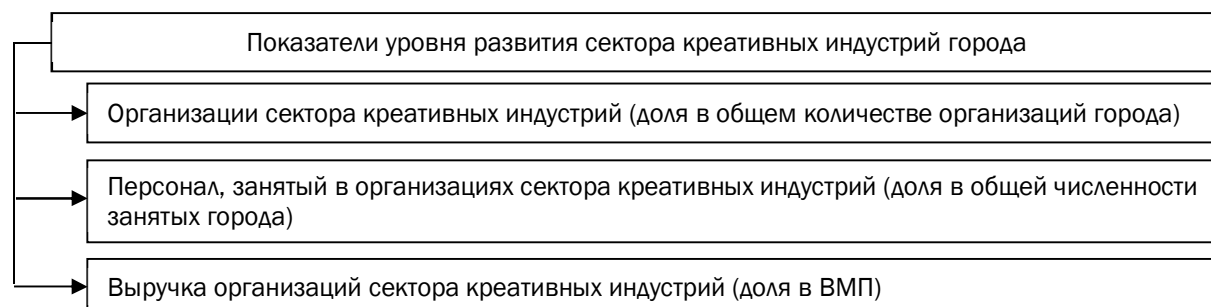 Показатели уровня развития сектора креативных индустрий города
Организации сектора креативных индустрий (доля в общем количестве организаций города)
Персонал, занятый в организациях сектора креативных индустрий (доля в общей численности
занятых города)
Выручка организаций сектора креативных индустрий (доля в ВМП)